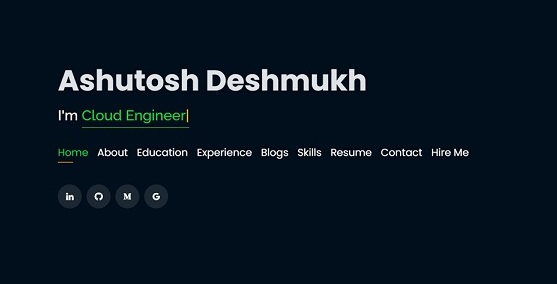 Ashutosh Deshmukh
I'm Cloud Engineer|
Home About Education Experience Blogs Skills Resume Contact Hire Me
in M G